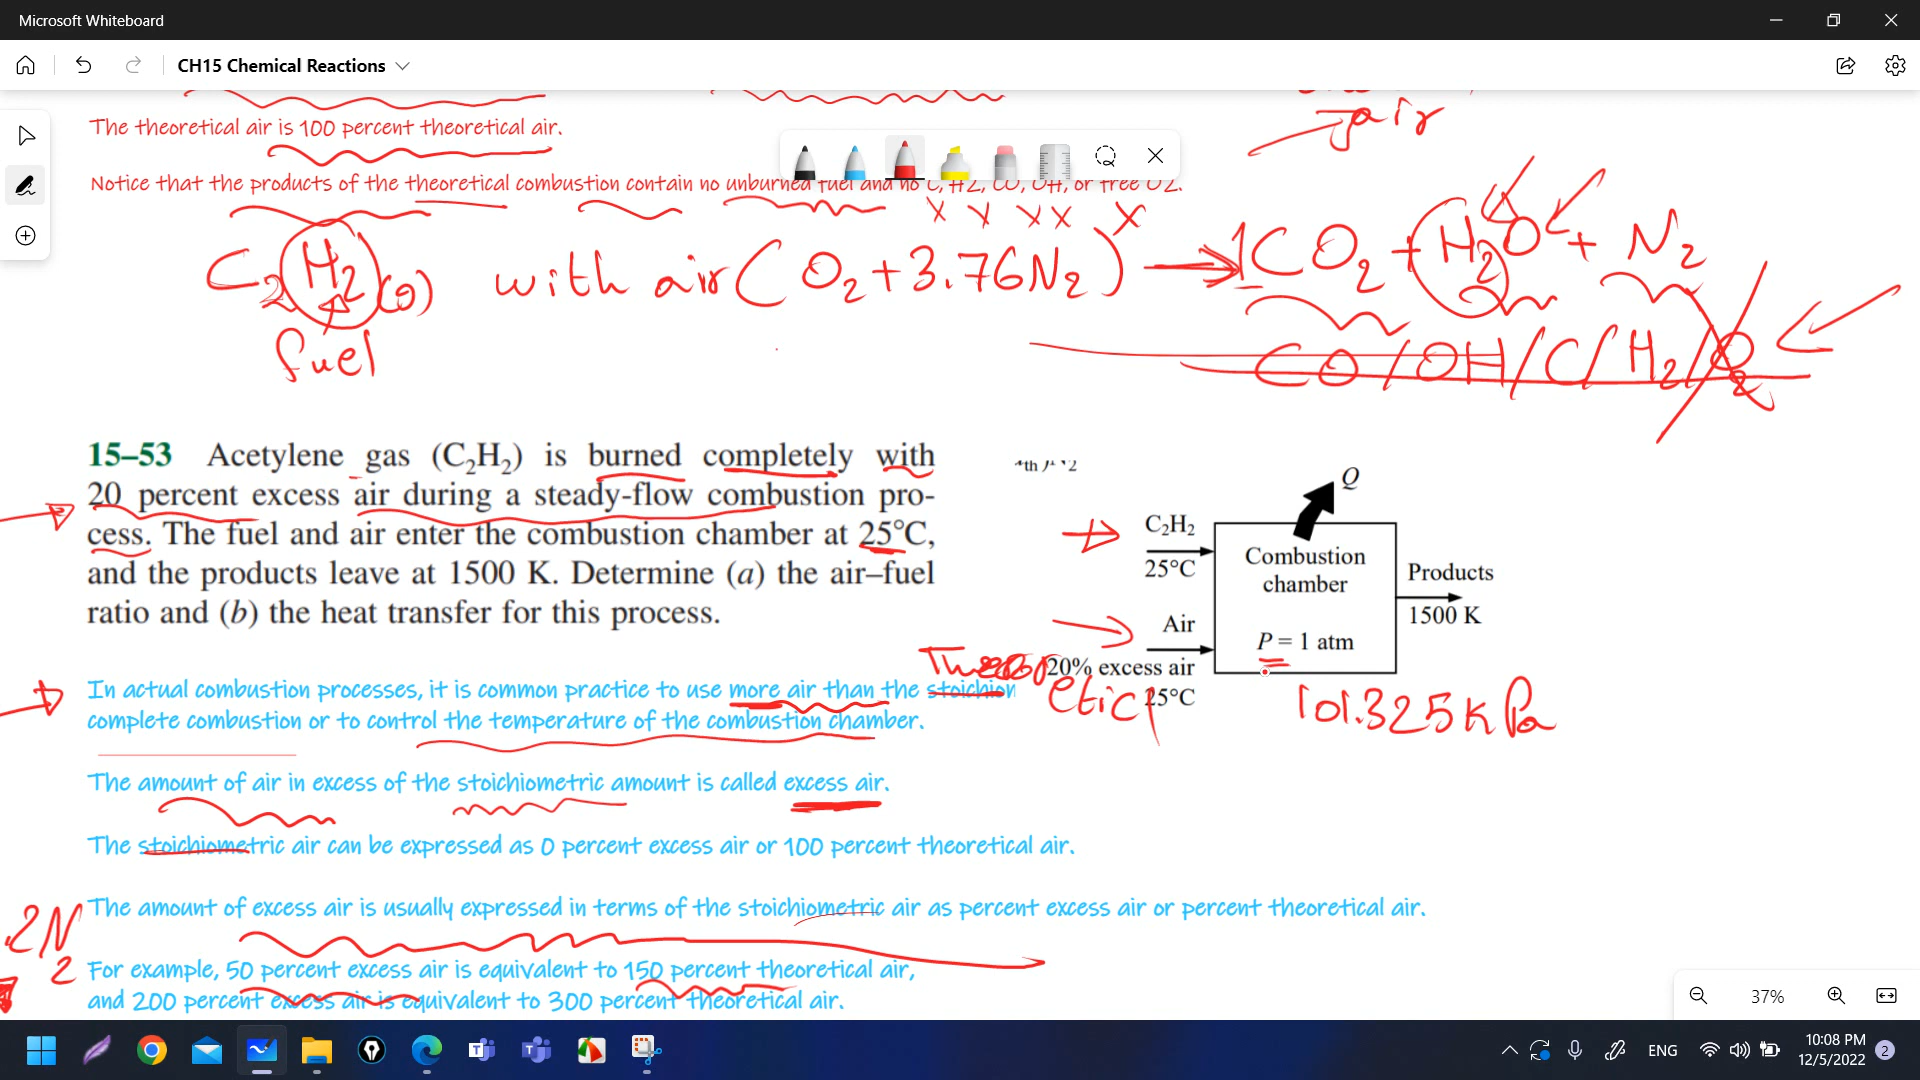 Microsoft Whiteboard
CH15 Chemical Reactions
The theoretical air is 100 percent theoretical air.
air
Notice that the products of the theoretical combustion contain no unburned fuel and no C, H2, CO, OH, or free O2.
X X X X X
C2H2(g) with air (O2+3.76N2) → 1CO2 + H2O + N2
fuel
CO/OH/C/H2/O2
15–53 Acetylene gas (C₂H₂) is burned completely with
20 percent excess air during a steady-flow combustion pro-
cess. The fuel and air enter the combustion chamber at 25°C,
and the products leave at 1500 K. Determine (a) the air–fuel
ratio and (b) the heat transfer for this process.
Q
C₂H₂
25°C
Combustion
chamber
P = 1 atm
Products
1500 K
Air
20% excess air
25°C
101.325 kPa
In actual combustion processes, it is common practice to use more air than the
complete combustion or to control the temperature of the combustion chamber.
The amount of air in excess of the stoichiometric amount is called excess air.
The stoichiometric air can be expressed as 0 percent excess air or 100 percent theoretical air.
The amount of excess air is usually expressed in terms of the stoichiometric air as percent excess air or percent theoretical air.
2N2
For example, 50 percent excess air is equivalent to 150 percent theoretical air,
and 200 percent excess air is equivalent to 300 percent theoretical air.
37%
ENG
10:08 PM
12/5/2022
2